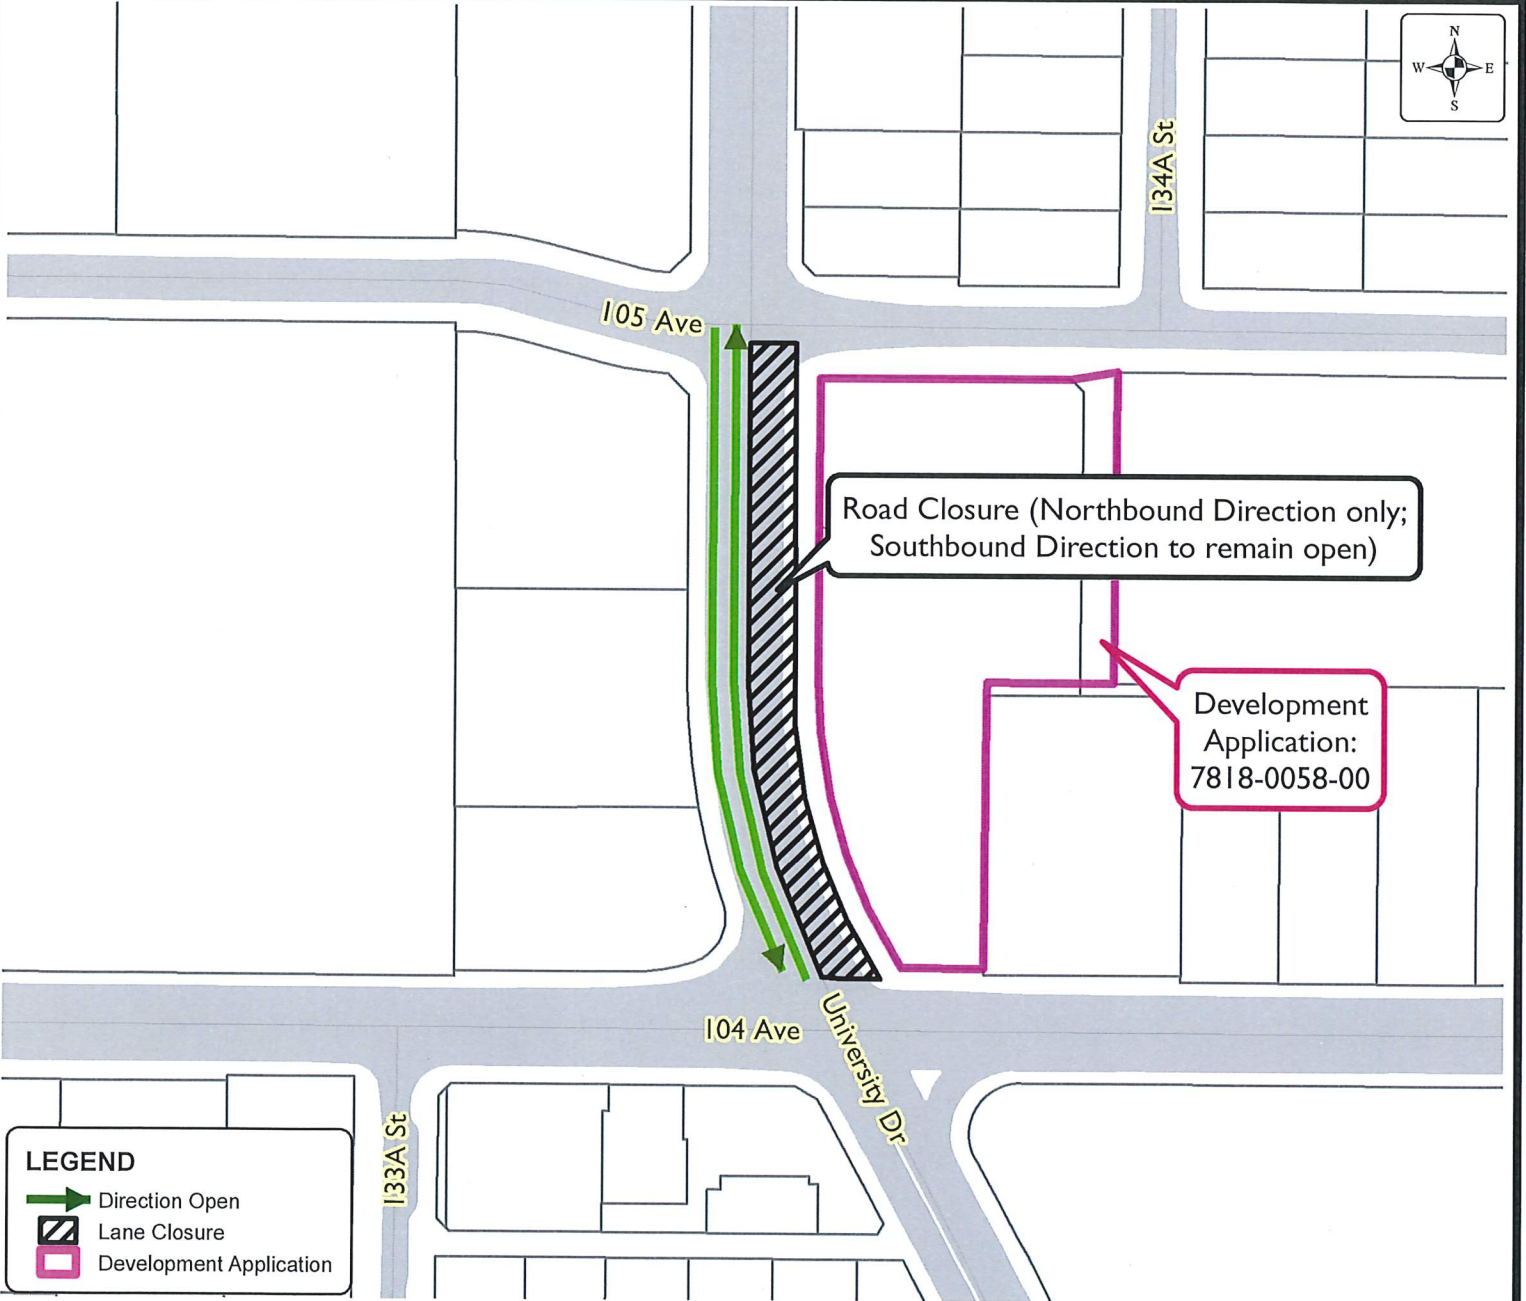 N
W E
S
134A St
105 Ave
Road Closure (Northbound Direction only;
Southbound Direction to remain open)
Development
Application:
7818-0058-00
104 Ave
University Dr
133A St
LEGEND
Direction Open
Lane Closure
Development Application